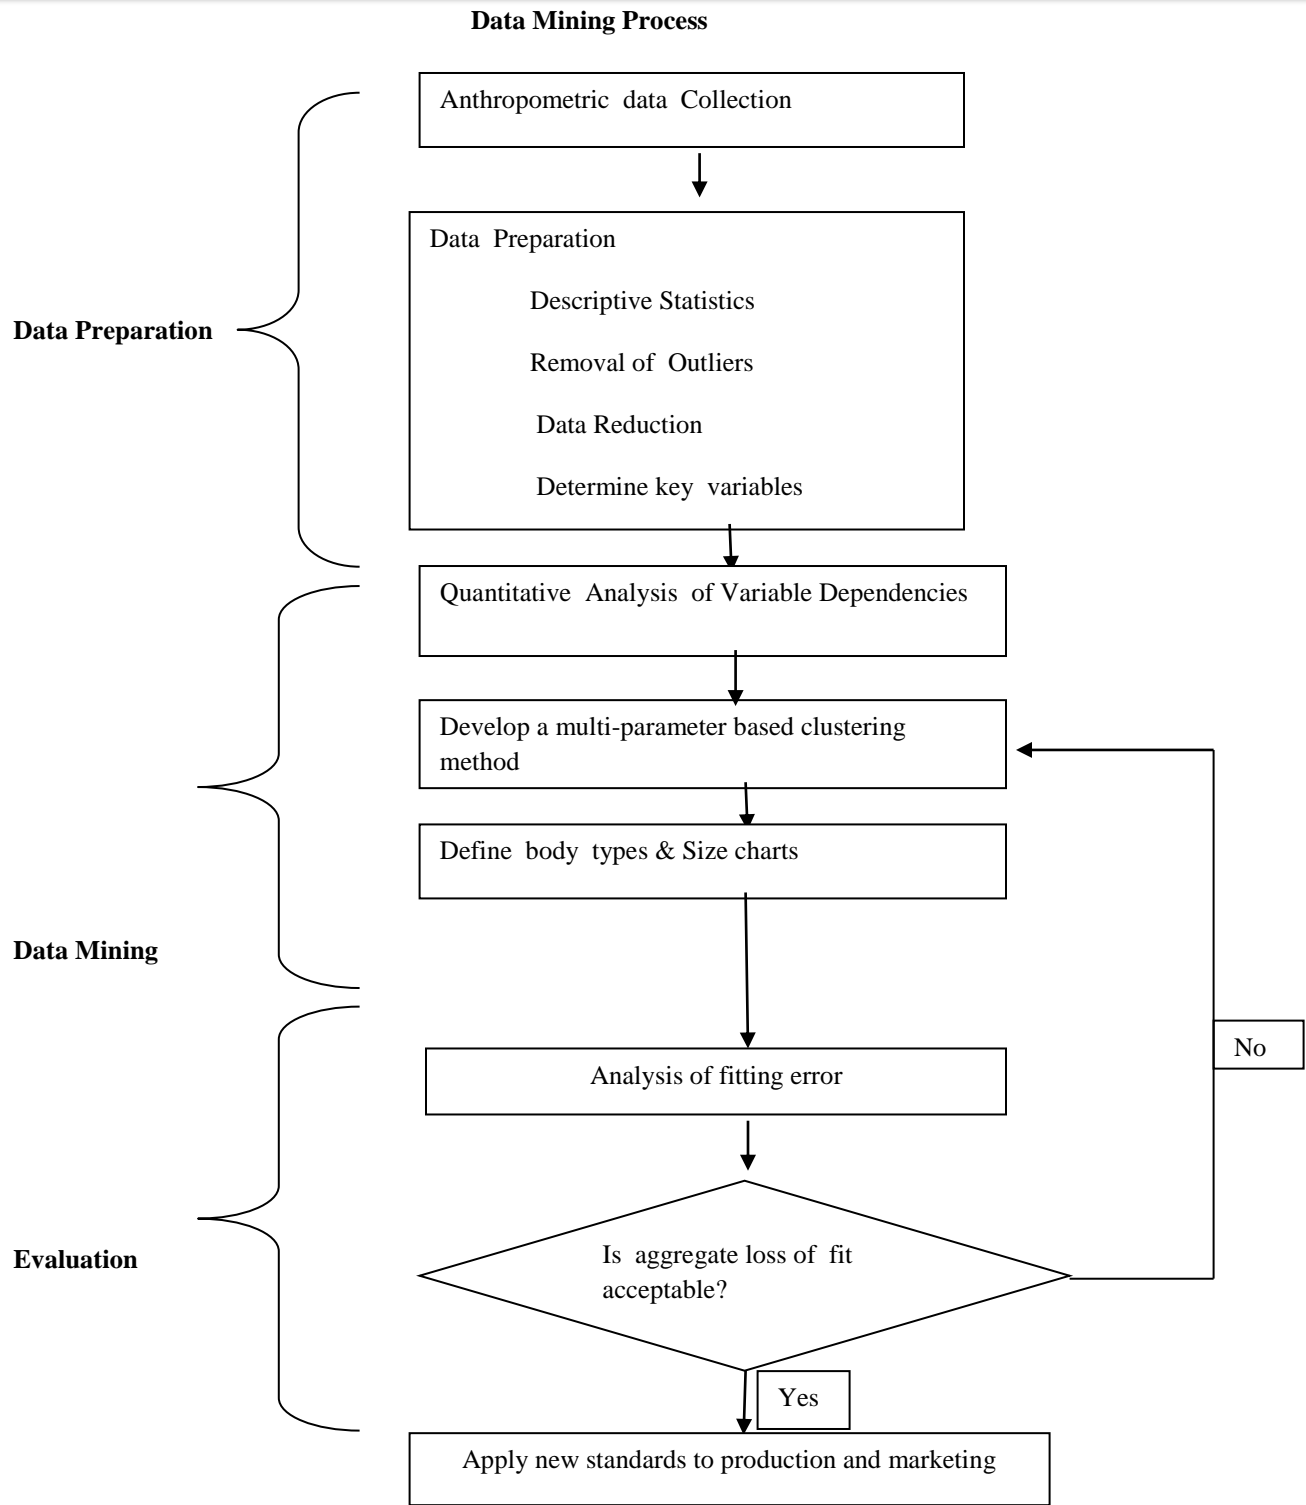 Data Mining Process
Anthropometric data Collection
Data Preparation
Descriptive Statistics
Removal of Outliers
Data Reduction
Determine key variables
Data Preparation
Quantitative Analysis of Variable Dependencies
Develop a multi-parameter based clustering
method
Define body types & Size charts
Data Mining
No
Analysis of fitting error
Is aggregate loss of fit
acceptable?
Evaluation
Yes
Apply new standards to production and marketing